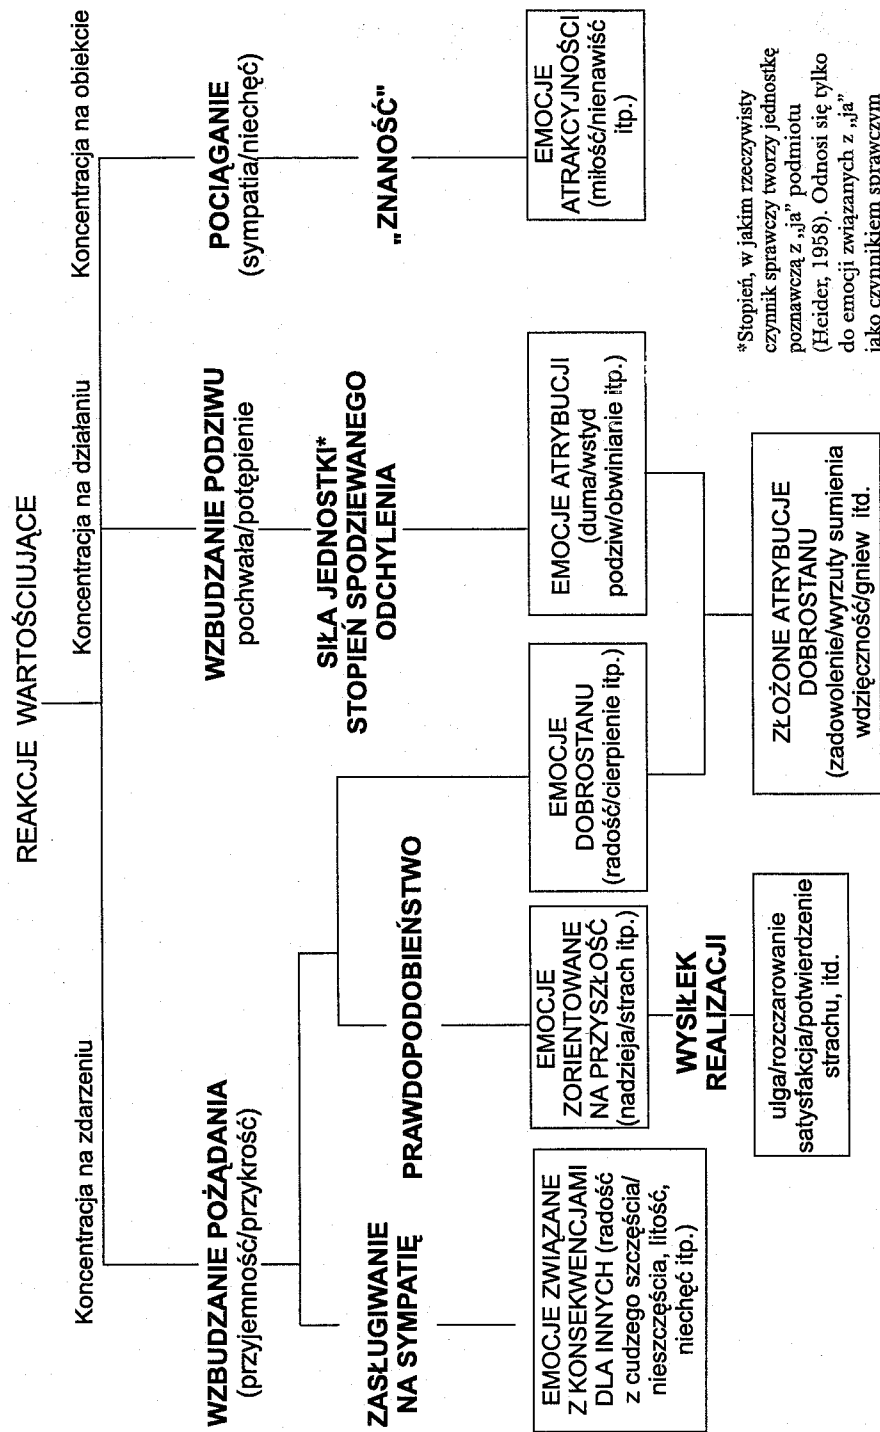 REAKCJE WARTOŚCIUJĄCE
Koncentracja na zdarzeniu
Koncentracja na działaniu
Koncentracja na obiekcie
WZBUDZANIE POŻĄDANIA
(przyjemność/przykrość)
WZBUDZANIE PODZIWU
pochwała/potępienie
POCIĄGANIE
(sympatia/niechęć)
ZASŁUGIWANIE
NA SYMPATIĘ
PRAWDOPODOBIEŃSTWO
SIŁA JEDNOSTKI*
STOPIEŃ SPODZIEWANEGO
ODCHYLENIA
„ZNANOŚĆ"
EMOCJE ZWIĄZANE
Z KONSEKWENCJAMI
DLA INNYCH (radość
z cudzego szczęścia/
nieszczęścia, litość,
niechęć itp.)
EMOCJE
ZORIENTOWANE
NA PRZYSZŁOŚĆ
(nadzieja/strach itp.)
EMOCJE
DOBROSTANU
(radość/cierpienie itp.)
EMOCJE ATRYBUCJI
(duma/wstyd
podziw/obwinianie itp.)
EMOCJE
ATRAKCYJNOŚCI
(miłość/nienawiść
itp.)
WYSIŁEK
REALIZACJI
ulga/rozczarowanie
satysfakcja/potwierdzenie
strachu, itd.
ZŁOŻONE ATRYBUCJE
DOBROSTANU
(zadowolenie/wyrzuty sumienia
wdzięczność/gniew itd.
*Stopień, w jakim rzeczywisty
czynnik sprawczy tworzy jednostkę
poznawczą z „ja” podmiotu
(Heider, 1958). Odnosi się tylko
do emocji związanych z „ja”
jako czynnikiem sprawczym